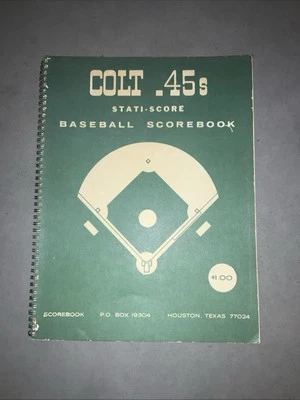 COLT .45s
STATI-SCORE
BASEBALL SCOREBOOK
$1.00
SCOREBOOK P.O. BOX 19304 HOUSTON, TEXAS 77024